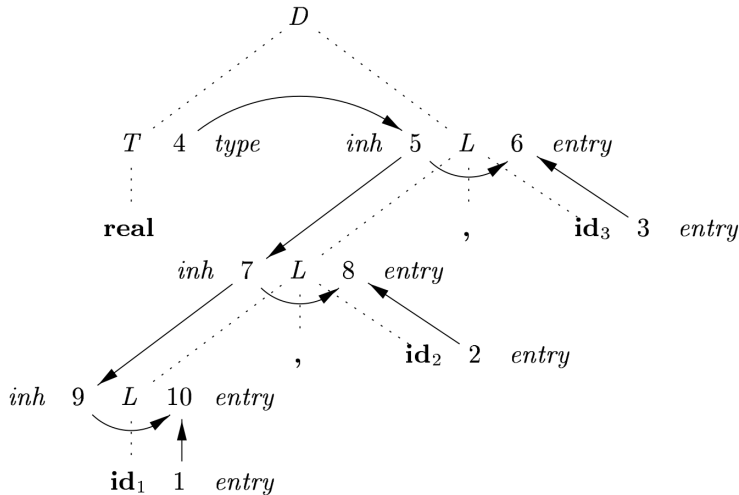 D
T 4 type inh 5 L 6 entry
real , id₃ 3 entry
inh 7 L 8 entry
, id₂ 2 entry
inh 9 L 10 entry
id₁ 1 entry